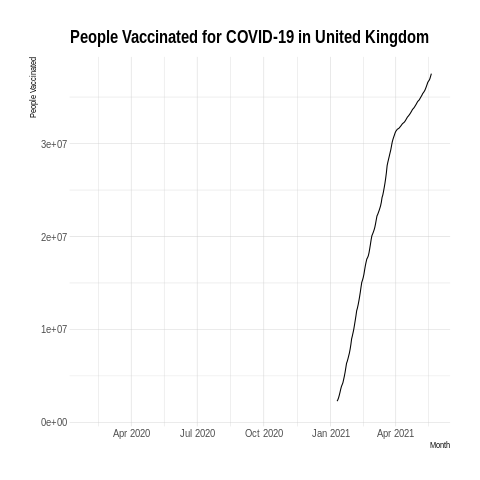 People Vaccinated for COVID-19 in United Kingdom
People Vaccinated
3e+07
2e+07
1e+07
0e+00
Apr 2020 Jul 2020 Oct 2020 Jan 2021 Apr 2021
Month